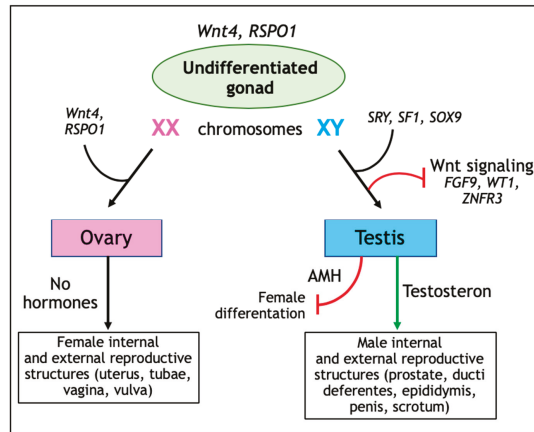 Wnt4, RSPO1
Undifferentiated
gonad
Wnt4,
RSPO1
XX chromosomes XY
SRY, SF1, SOX9
Wnt signaling
FGF9, WT1,
ZNFR3
Ovary
Testis
No
hormones
AMH
Female
differentation
Testosteron
Female internal
and external reproductive
structures (uterus, tubae,
vagina, vulva)
Male internal
and external reproductive
structures (prostate, ducti
deferentes, epididymis,
penis, scrotum)